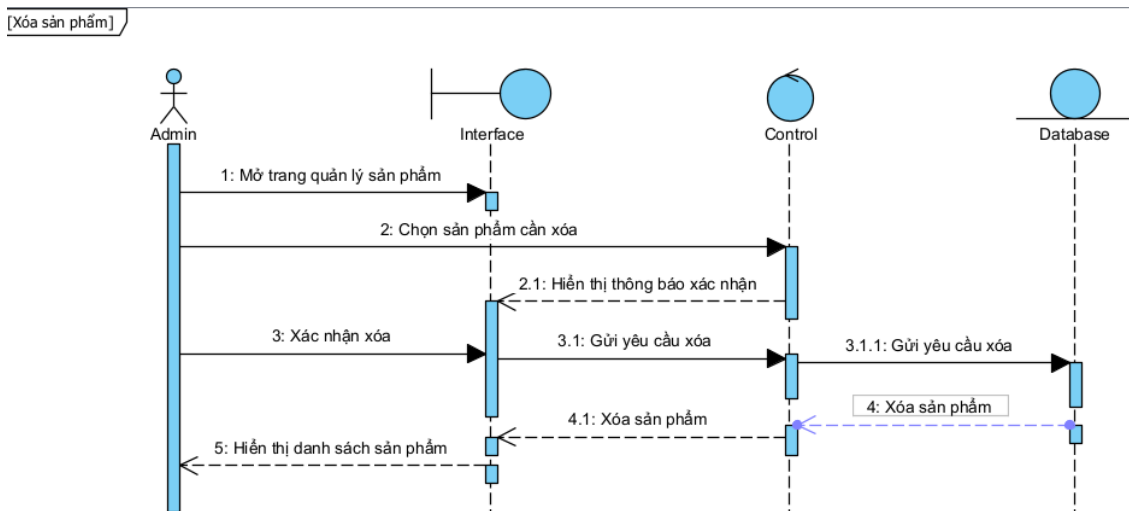 [Xóa sản phẩm]
Admin
Interface
Control
Database
1: Mở trang quản lý sản phẩm
2: Chọn sản phẩm cần xóa
2.1: Hiển thị thông báo xác nhận
3: Xác nhận xóa
3.1: Gửi yêu cầu xóa
3.1.1: Gửi yêu cầu xóa
4: Xóa sản phẩm
4.1: Xóa sản phẩm
5: Hiển thị danh sách sản phẩm